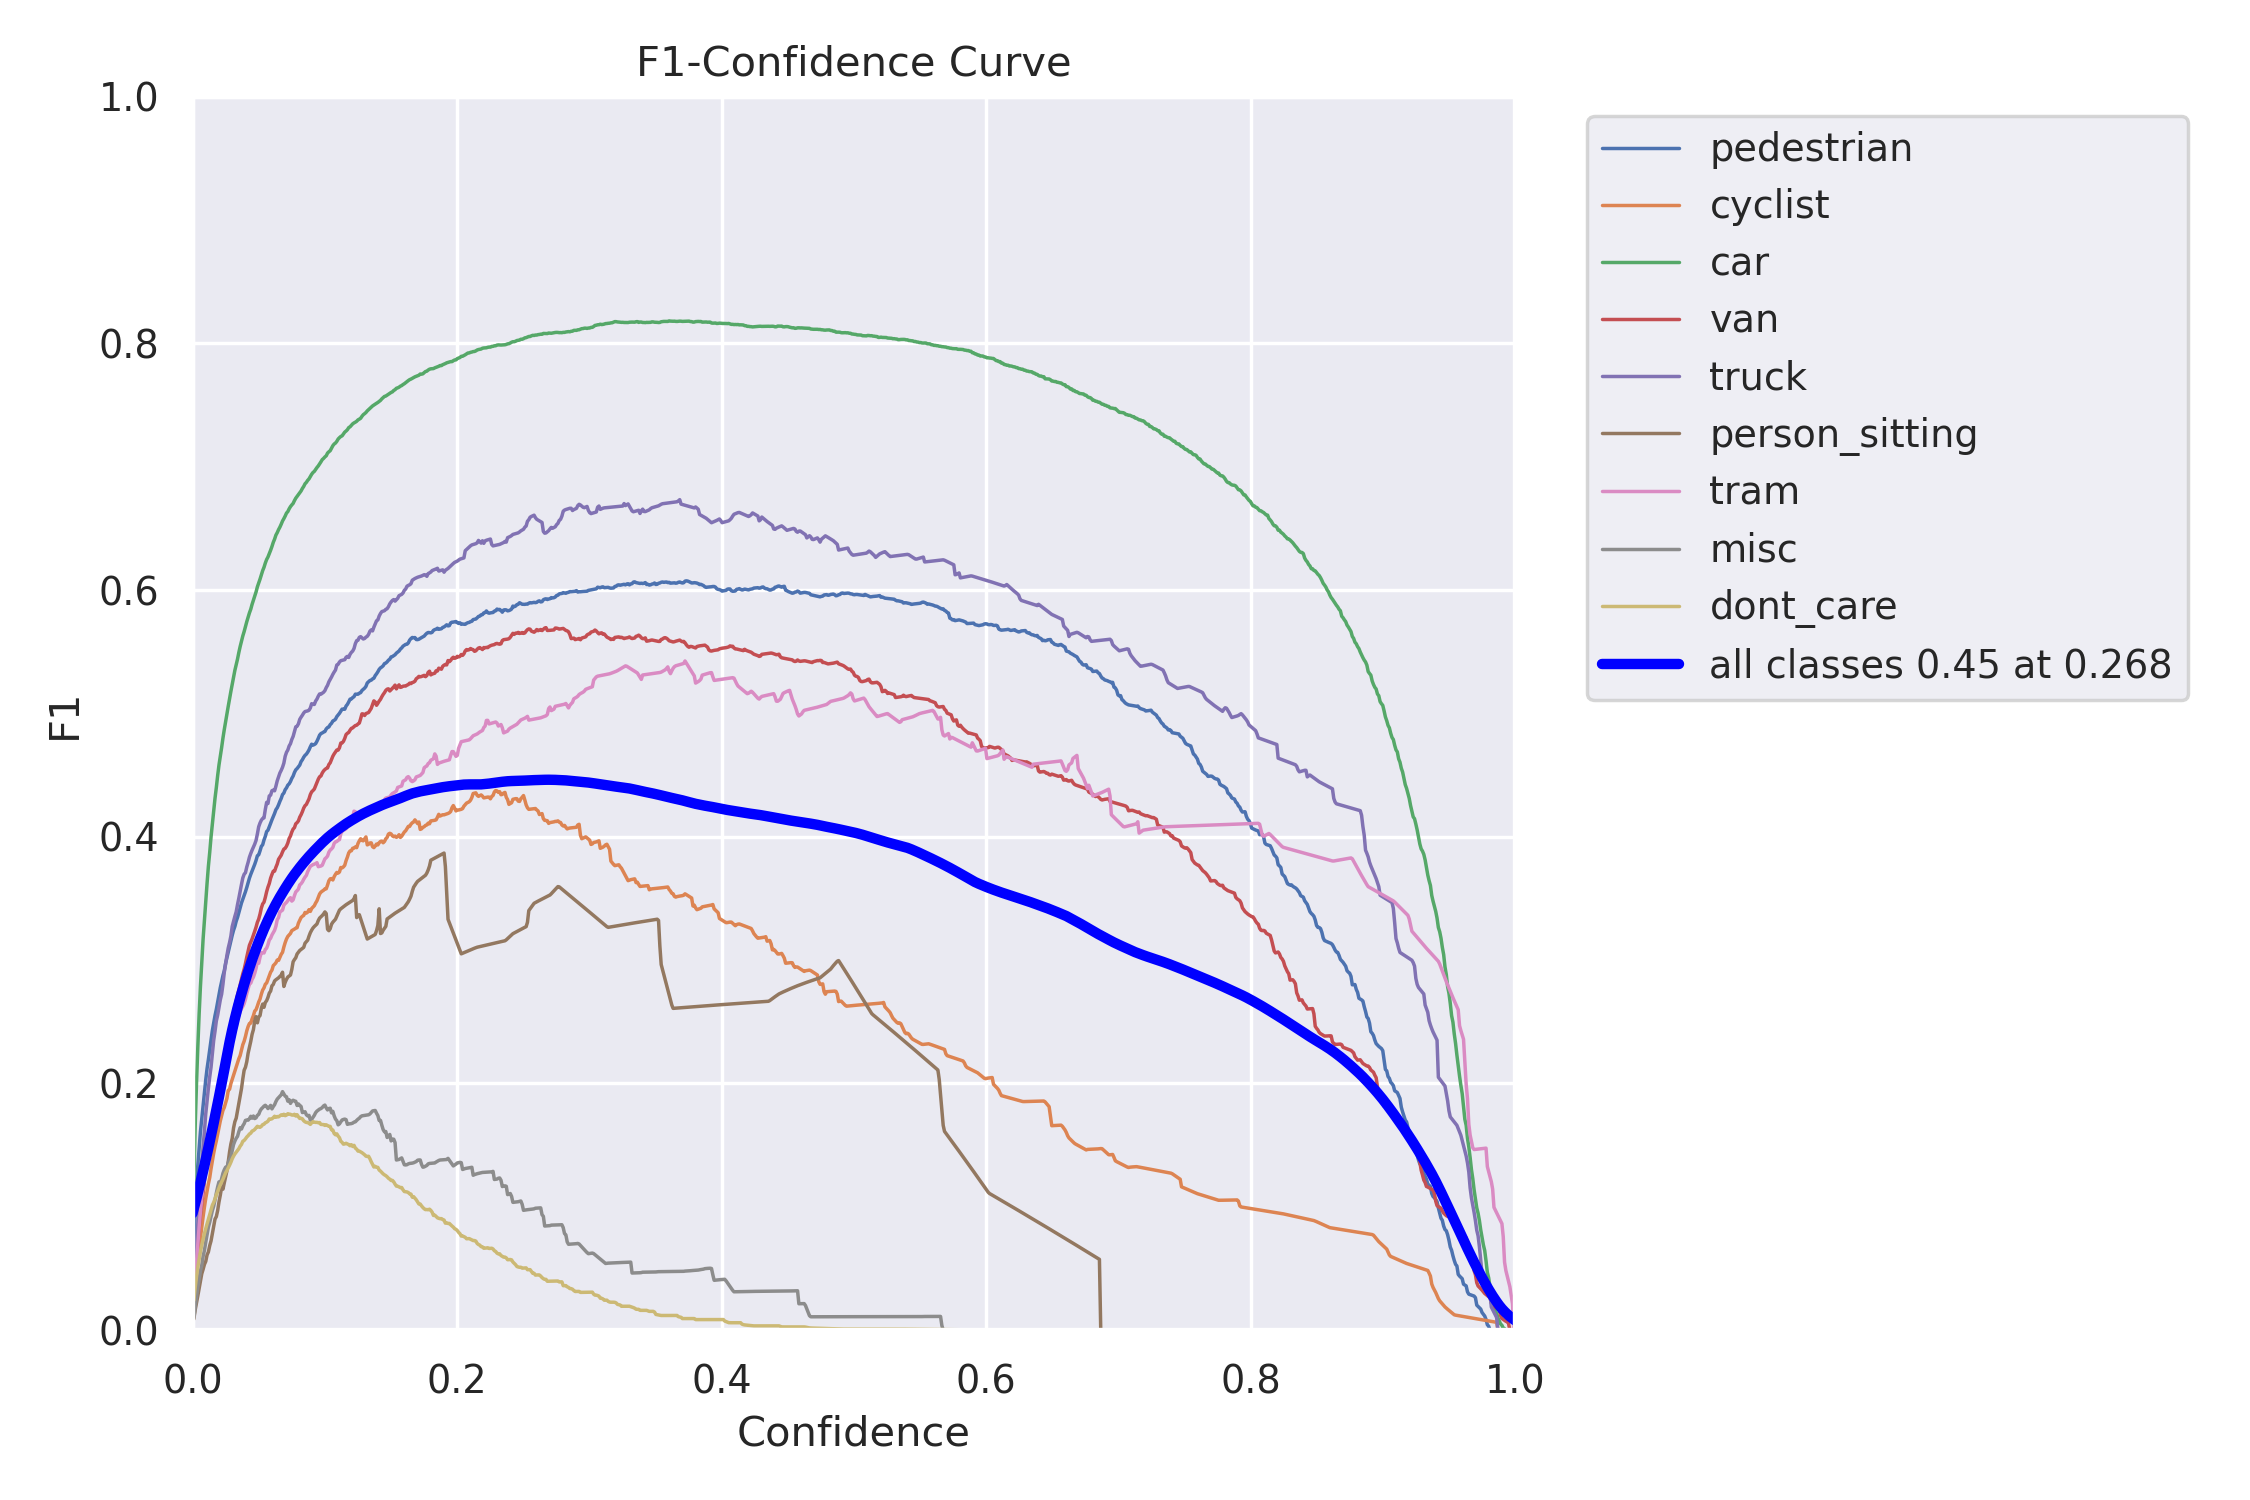 F1-Confidence Curve
1.0
0.8
0.6
0.4
0.2
0.0
F1
0.0 0.2 0.4 0.6 0.8 1.0
Confidence
pedestrian
cyclist
car
van
truck
person_sitting
tram
misc
dont_care
all classes 0.45 at 0.268